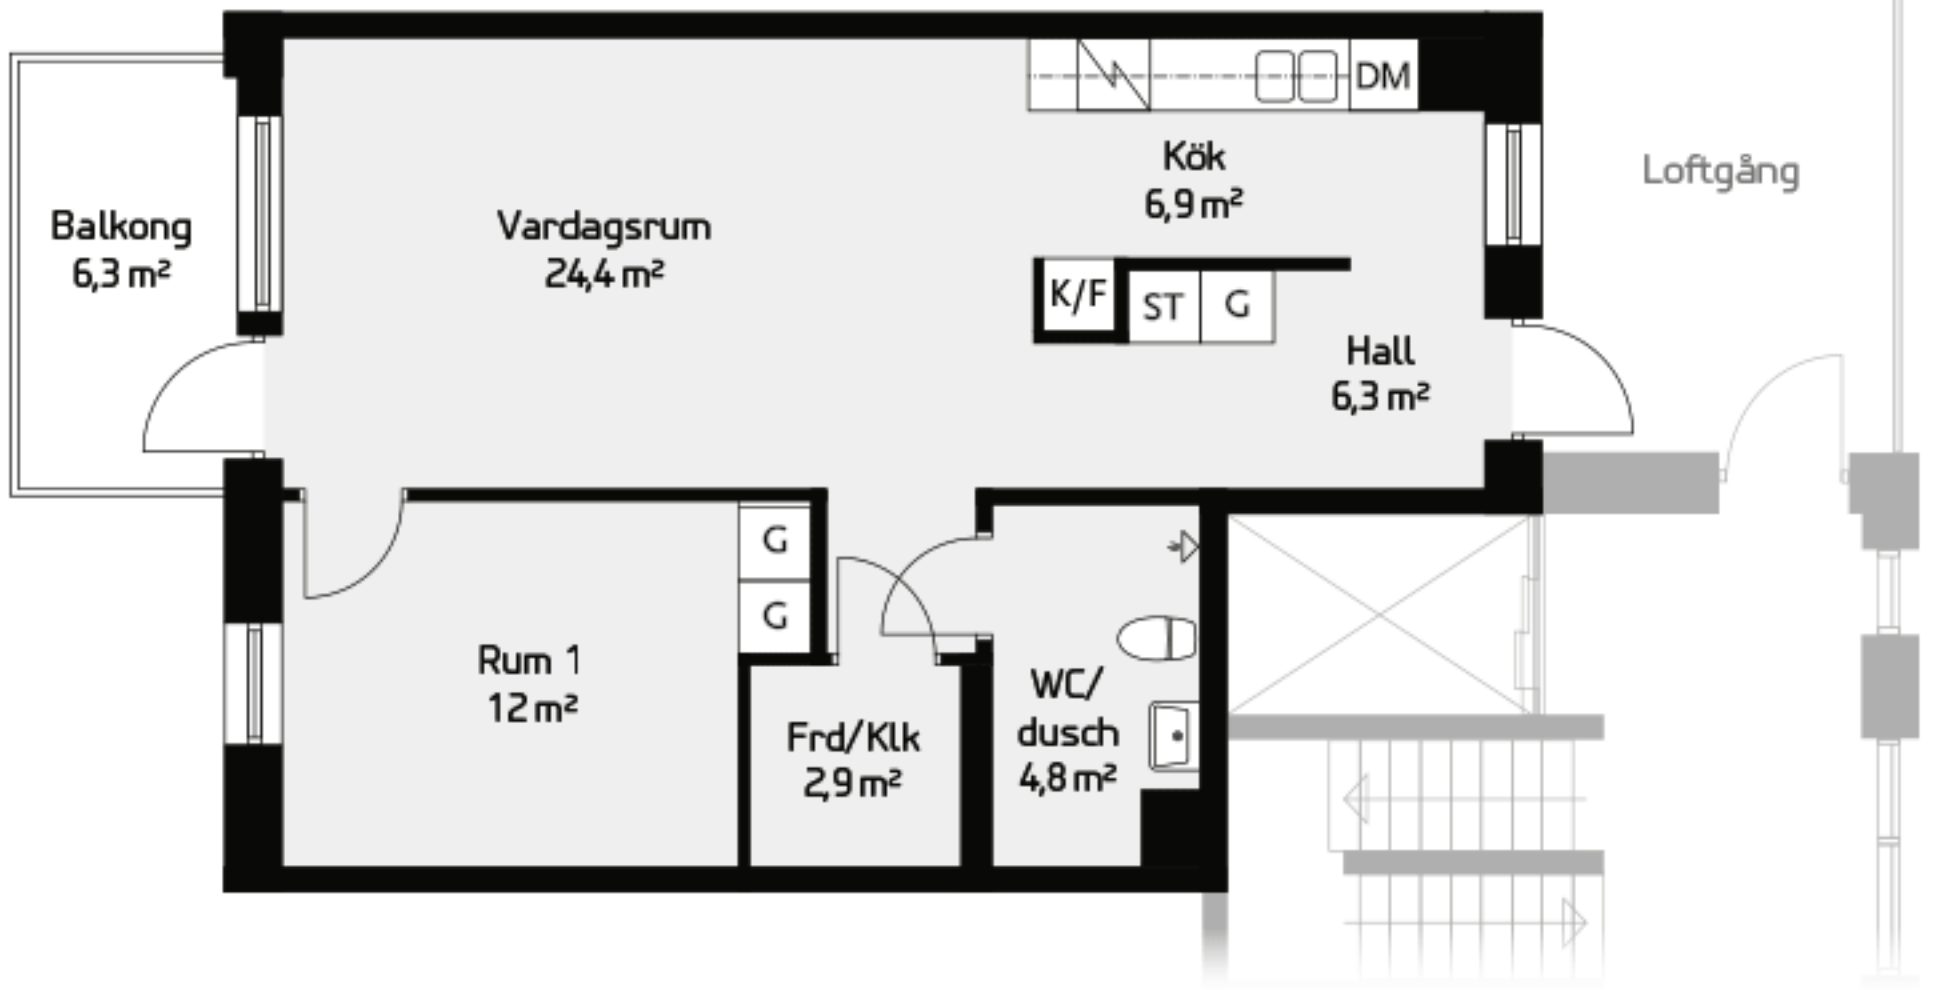 DM
Kök
6,9 m²
Loftgång
Balkong
6,3 m²
Vardagsrum
24,4 m²
K/F
ST
G
Hall
6,3 m²
G
G
Rum 1
12 m²
Frd/Klk
2,9 m²
WC/
dusch
4,8 m²